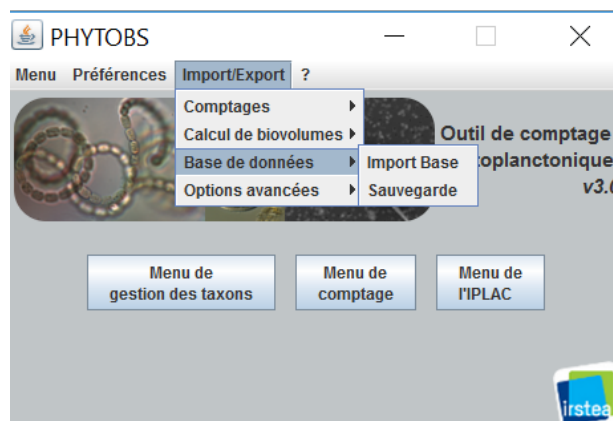 PHYTOBS
Menu Préférences Import/Export ?
Comptages
Calcul de biovolumes
Base de données
Options avancées
Import Base
Sauvegarde
Outil de comptage
toplanctonique
v3.
Menu de
gestion des taxons
Menu de
comptage
Menu de
l'IPLAC
irstea